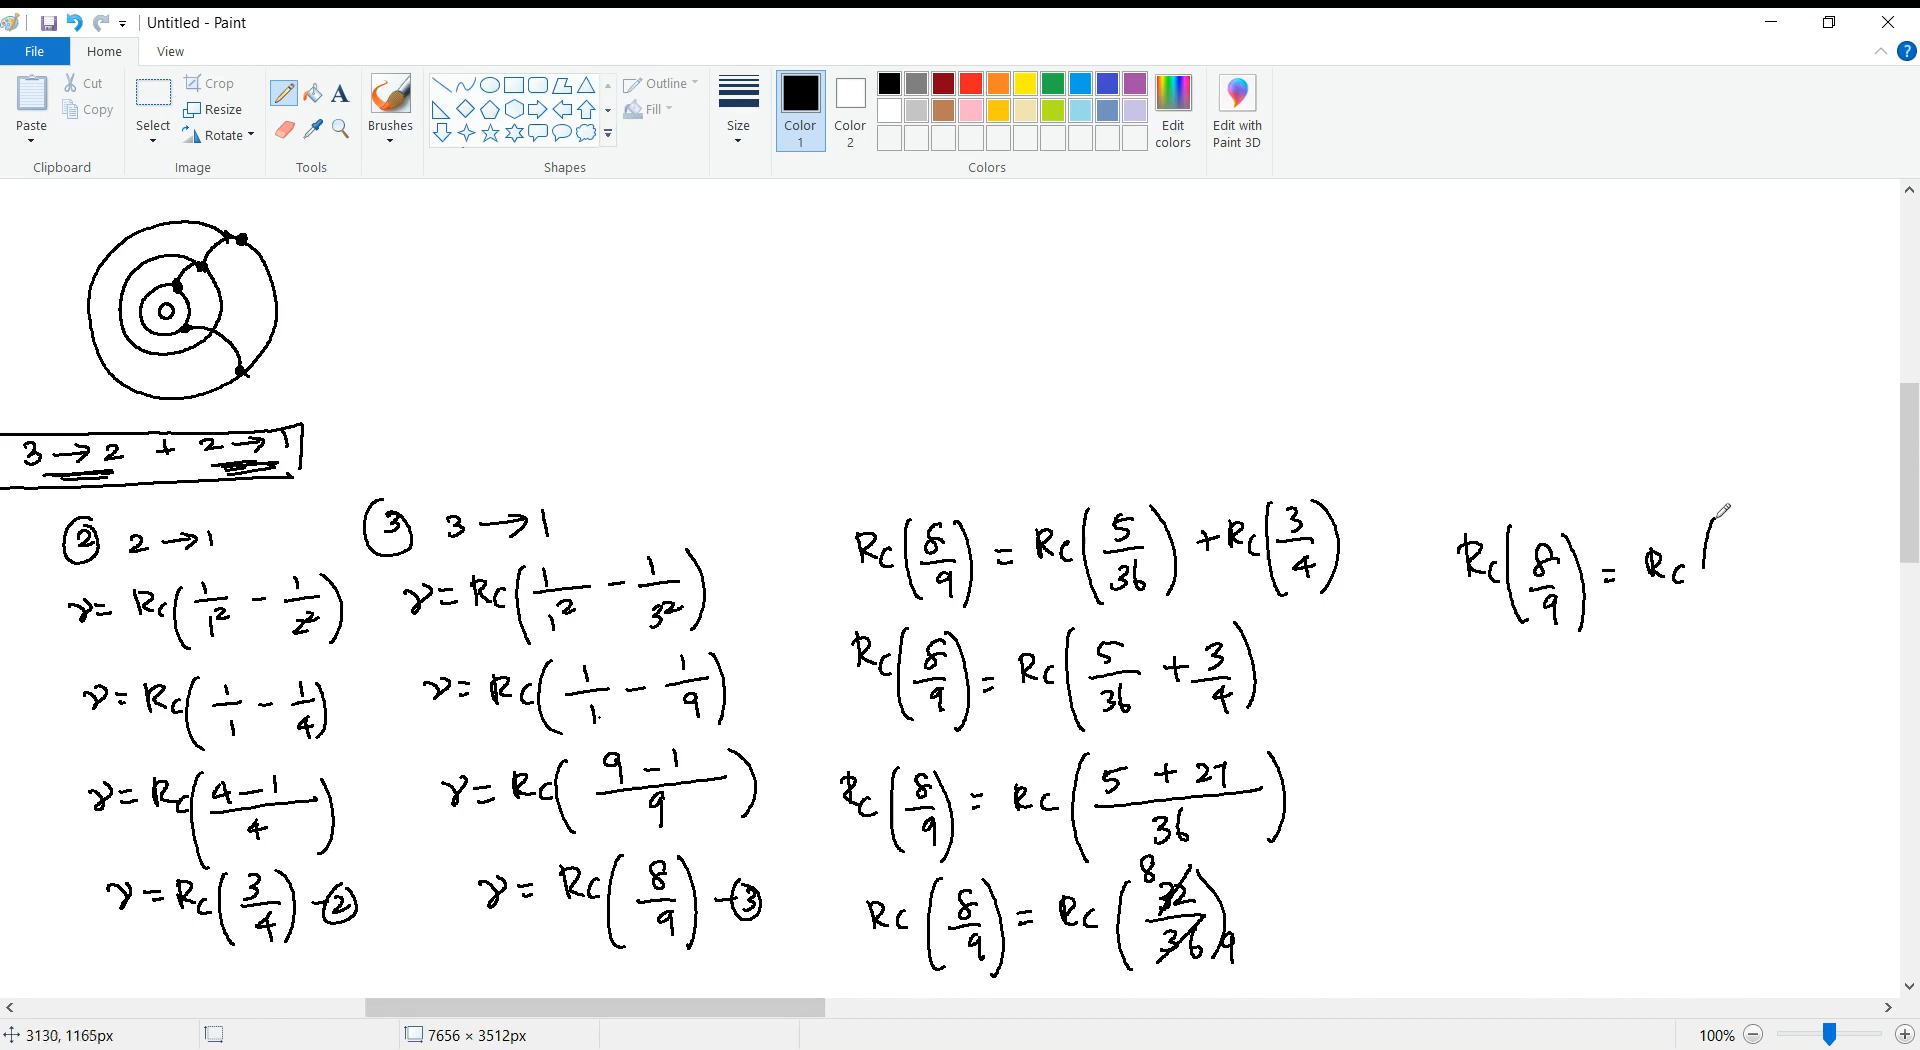 Untitled - Paint
File Home View
Paste
Cut
Copy
Clipboard
Select
Crop
Resize
Rotate
Image
A
Tools
Brushes
Shapes
Outline
Fill
Size
Color 1
Color 2
Edit colors
Edit with Paint 3D
Colors
3 → 2 + 2 → 1
② 2 → 1
ν = Rc(1/1² - 1/2²)
ν = Rc(1/1 - 1/4)
ν = Rc((4-1)/4)
ν = Rc(3/4) -②
③ 3 → 1
ν = Rc(1/1² - 1/3²)
ν = Rc(1/1 - 1/9)
ν = Rc((9-1)/9)
ν = Rc(8/9) -③
Rc(8/9) = Rc(5/36) + Rc(3/4)
Rc(8/9) = Rc(5/36 + 3/4)
Rc(8/9) = Rc((5 + 27)/36)
Rc(8/9) = Rc(32/36) 8 9
Rc(8/9) = Rc(
3130, 1165px
7656 × 3512px
100%